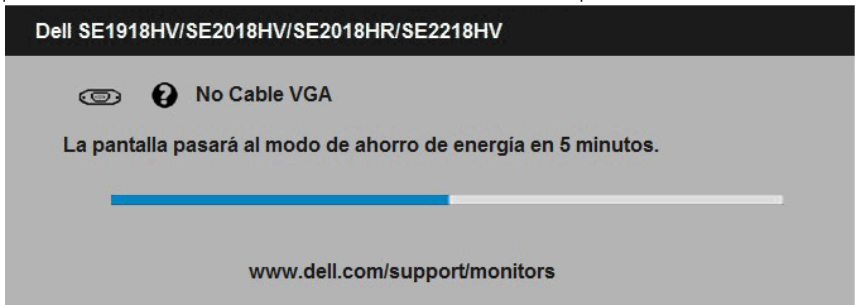 Dell SE1918HV/SE2018HV/SE2018HR/SE2218HV
? No Cable VGA
La pantalla pasará al modo de ahorro de energía en 5 minutos.
www.dell.com/support/monitors